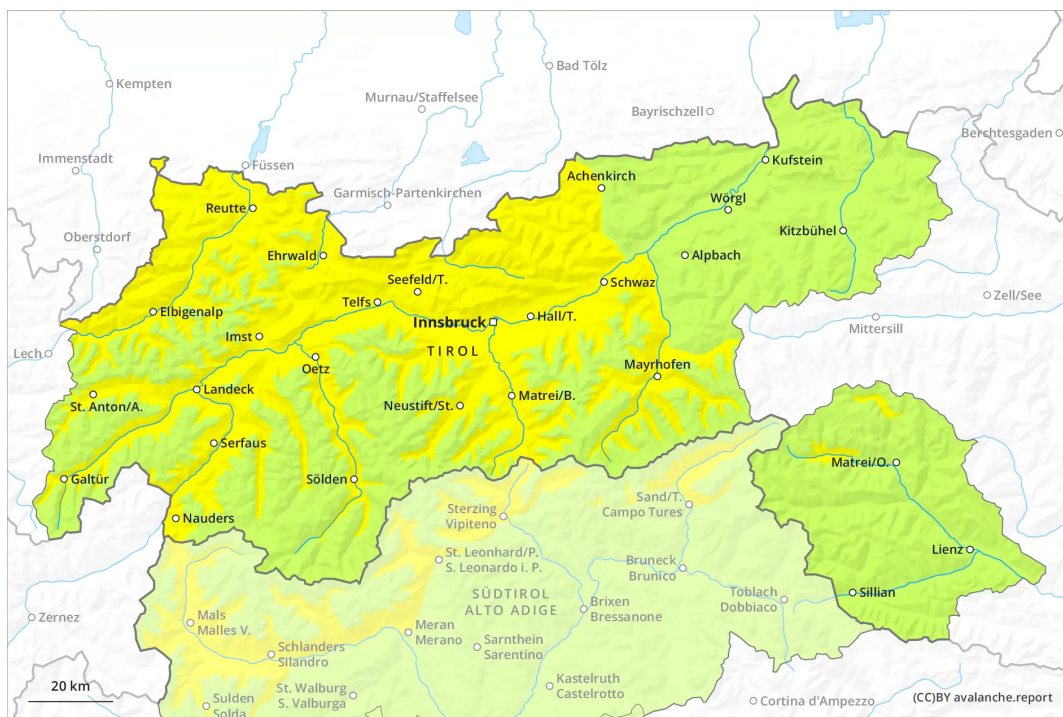 Kempten
Bad Tölz
Murnau/Staffelsee
Bayrischzell
Berchtesgaden
Immenstadt
Füssen
Kufstein
Garmisch-Partenkirchen
Achenkirch
Reutte
Wörgl
Oberstdorf
Kitzbühel
Ehrwald
Alpbach
Seefeld/T.
Schwaz
Zell/See
Telfs
Elbigenalp
Innsbruck
Hall/T.
Mittersill
Imst
Lech
TIROL
Oetz
Mayrhofen
Landeck
St. Anton/A.
Neustift/St.
Matrei/B.
Serfaus
Matrei/O.
Galtür
Sölden
Sand/T.
Campo Tures
Sterzing
Vipiteno
Nauders
Lienz
St. Leonhard/P.
S. Leonardo i. P.
Bruneck
Brunico
SÜDTIROL
ALTO ADIGE
Sillian
Toblach
Dobbiaco
Brixen
Bressanone
Zernez
Mals
Malles V.
Meran
Merano
Sarnthein
Sarentino
Schlanders
Silandro
20 km
St. Walburg
S. Valburga
Kastelruth
Castelrotto
Sulden
Solda
Cortina d'Ampezzo
(CC)BY avalanche.report